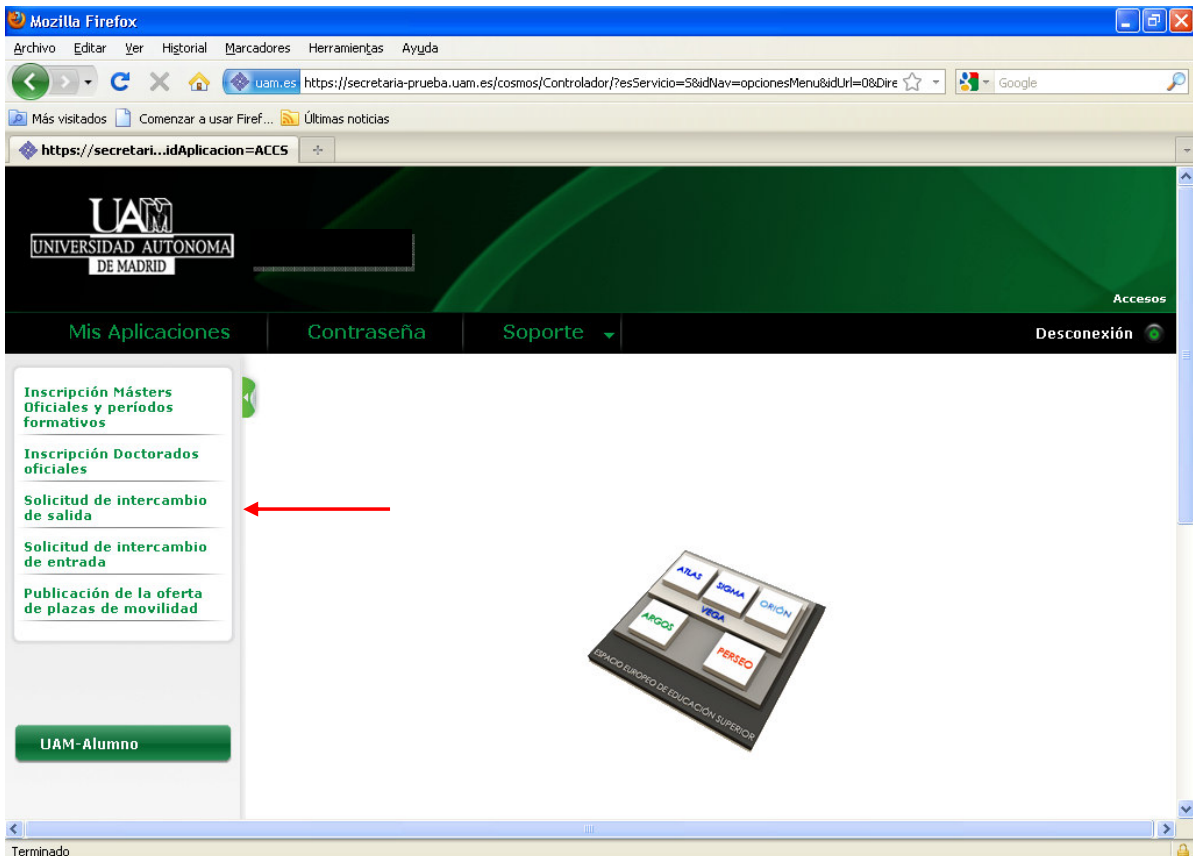 Mozilla Firefox
Archivo Editar Ver Historial Marcadores Herramientas Ayuda
uam.es https://secretaria-prueba.uam.es/cosmos/Controlador/?esServicio=S&idNav=opcionesMenu&idUrl=0&Dire Google
Más visitados Comenzar a usar Firef... Últimas noticias
https://secretari...idAplicacion=ACCS
UAM
UNIVERSIDAD AUTONOMA
DE MADRID
Accesos
Mis Aplicaciones Contraseña Soporte Desconexión
Inscripción Másters
Oficiales y períodos
formativos
Inscripción Doctorados
oficiales
Solicitud de intercambio
de salida
Solicitud de intercambio
de entrada
Publicación de la oferta
de plazas de movilidad
ATLAS SIGMA ORIÓN
VEGA
ARGOS PERSEO
ESPACIO EUROPEO DE EDUCACIÓN SUPERIOR
UAM-Alumno
Terminado